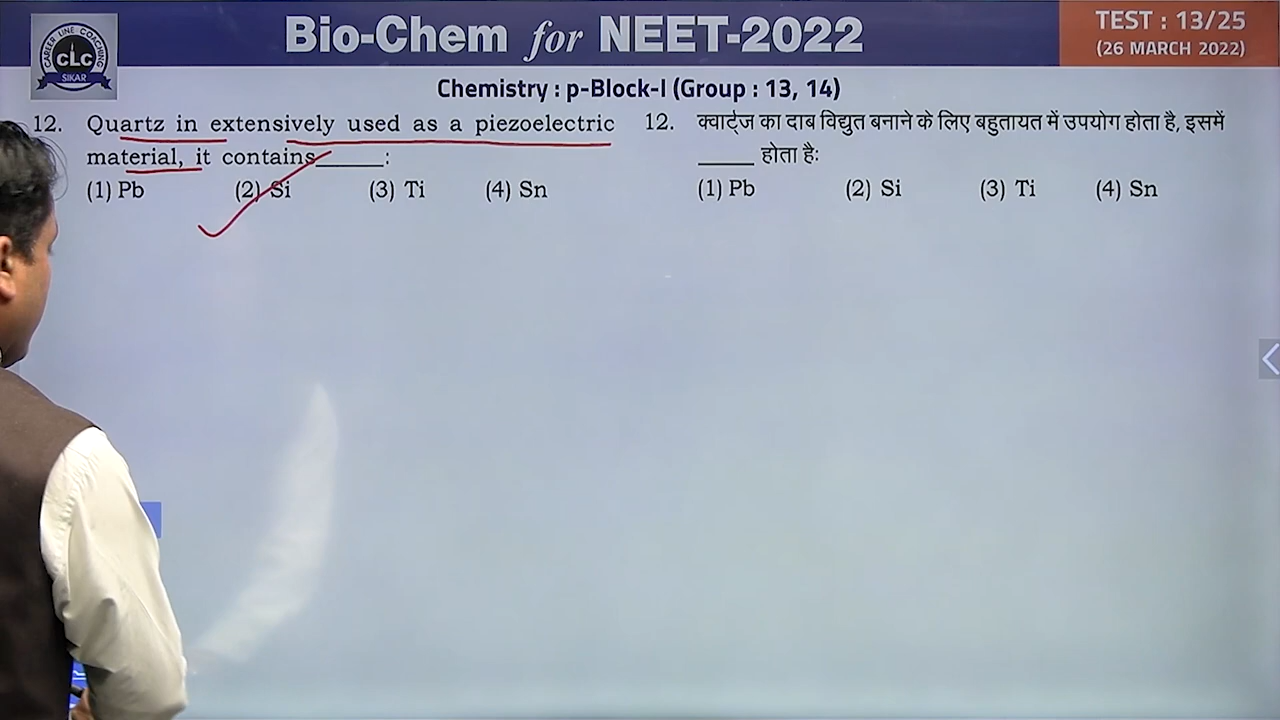 CAREER LINE COACHING
CLC
SIKAR
Bio-Chem for NEET-2022
TEST : 13/25
(26 MARCH 2022)
Chemistry : p-Block-I (Group : 13, 14)
12. Quartz in extensively used as a piezoelectric
material, it contains_____:
(1) Pb (2) Si (3) Ti (4) Sn
12. क्वार्ट्ज का दाब विद्युत बनाने के लिए बहुतायत में उपयोग होता है, इसमें
____ होता है:
(1) Pb (2) Si (3) Ti (4) Sn